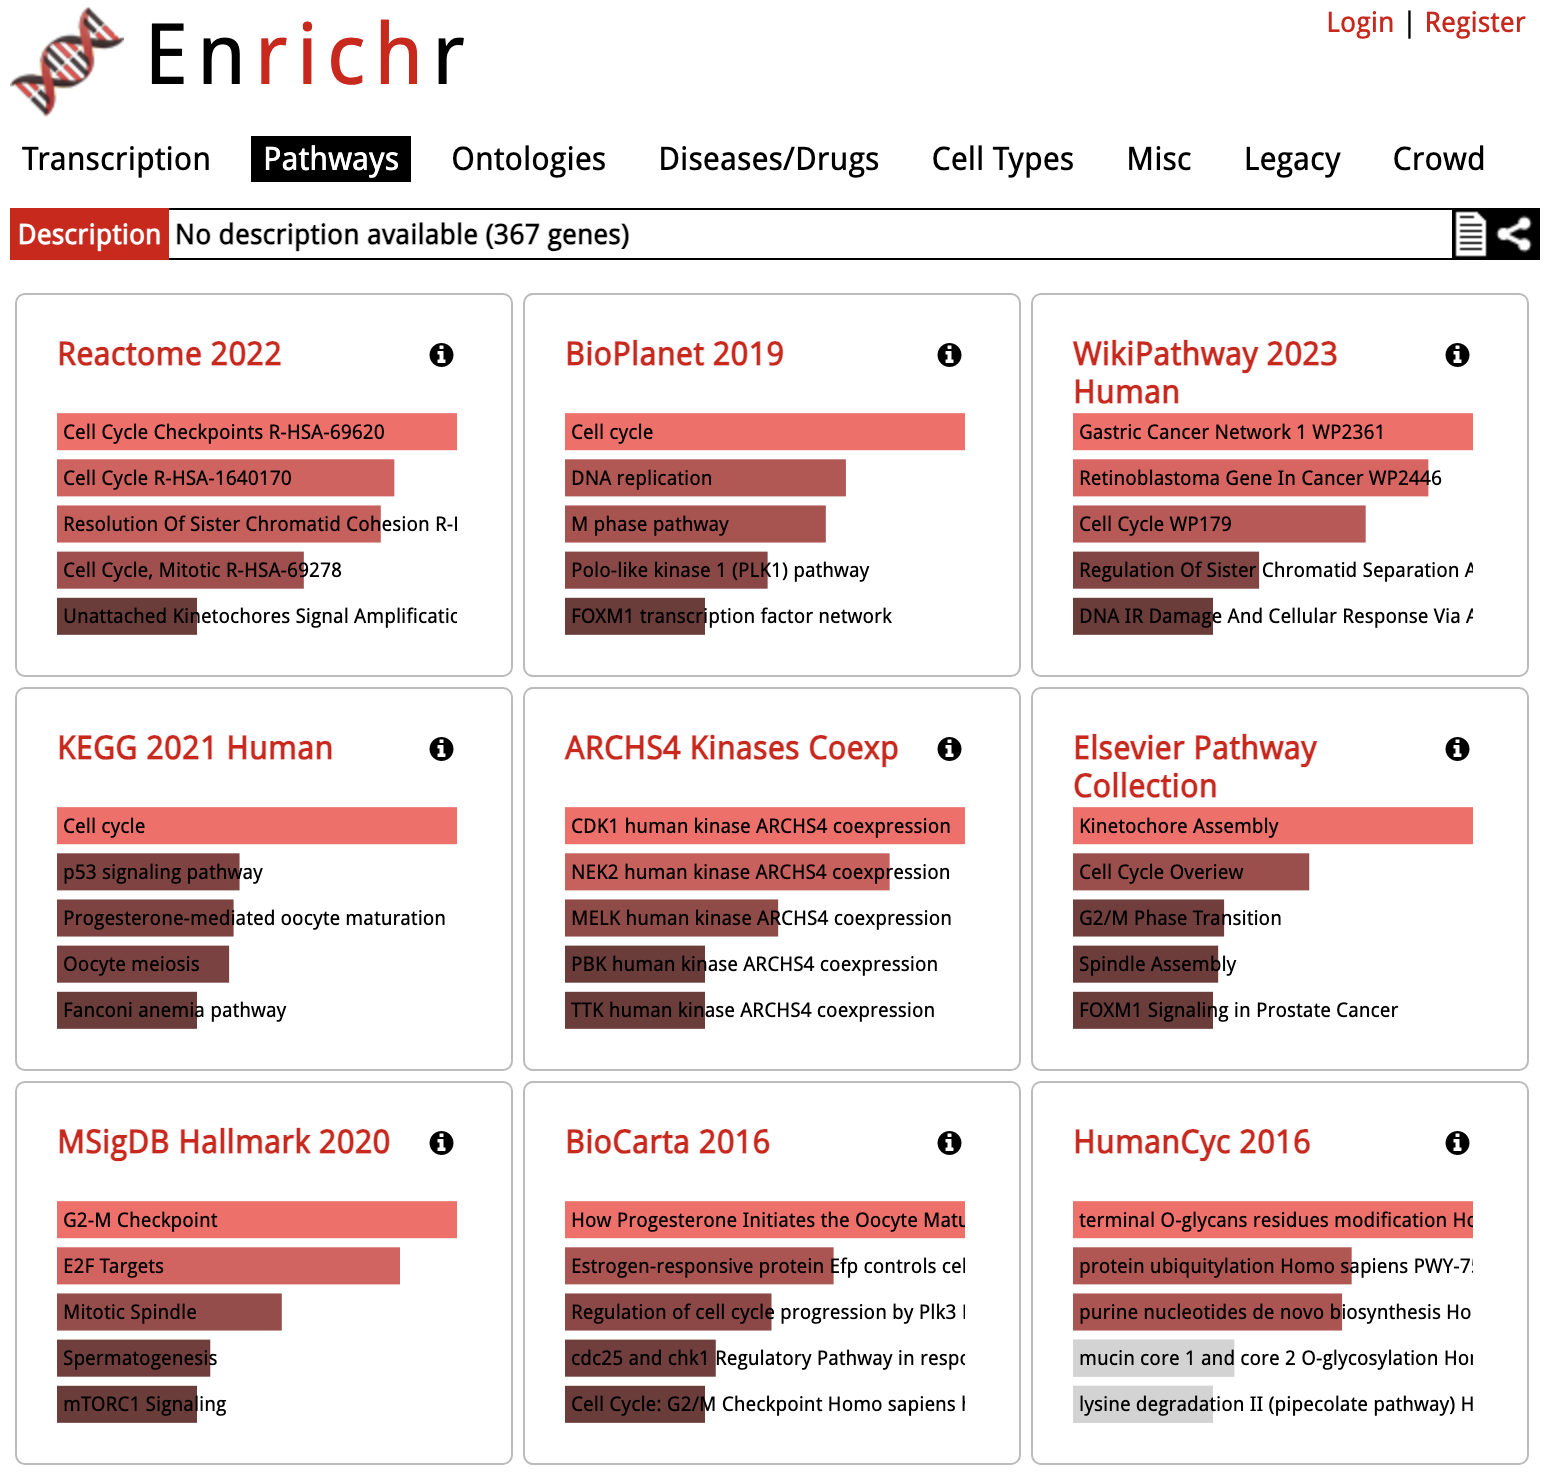 Enrichr
Login | Register
Transcription Pathways Ontologies Diseases/Drugs Cell Types Misc Legacy Crowd
Description No description available (367 genes)
Reactome 2022
Cell Cycle Checkpoints R-HSA-69620
Cell Cycle R-HSA-1640170
Resolution Of Sister Chromatid Cohesion
Cell Cycle, Mitotic R-HSA-69278
Unattached Kinetochores Signal
BioPlanet 2019
Cell cycle
DNA replication
M phase pathway
Polo-like kinase 1 (PLK1) pathway
FOXM1 transcription factor network
WikiPathway 2023
Human
Gastric Cancer Network 1 WP2361
Retinoblastoma Gene In Cancer WP2446
Cell Cycle WP179
Regulation Of Sister Chromatid Separation
DNA IR Damage And Cellular Response Via
KEGG 2021 Human
Cell cycle
p53 signaling pathway
Progesterone-mediated oocyte maturation
Oocyte meiosis
Fanconi anemia pathway
ARCHS4 Kinases Coexp
CDK1 human kinase ARCHS4 coexpression
NEK2 human kinase ARCHS4 coexpression
MELK human kinase ARCHS4 coexpression
PBK human kinase ARCHS4 coexpression
TTK human kinase ARCHS4 coexpression
Elsevier Pathway
Collection
Kinetochore Assembly
Cell Cycle Overiew
G2/M Phase Transition
Spindle Assembly
FOXM1 Signaling in Prostate Cancer
MSigDB Hallmark 2020
G2-M Checkpoint
E2F Targets
Mitotic Spindle
Spermatogenesis
mTORC1 Signaling
BioCarta 2016
How Progesterone Initiates the Oocyte
Estrogen-responsive protein Efp controls
Regulation of cell cycle progression by Plk3
cdc25 and chk1 Regulatory Pathway in
Cell Cycle: G2/M Checkpoint Homo sapiens
HumanCyc 2016
terminal O-glycans residues modification
protein ubiquitylation Homo sapiens
purine nucleotides de novo biosynthesis
mucin core 1 and core 2 O-glycosylation
lysine degradation II (pipecolate pathway)